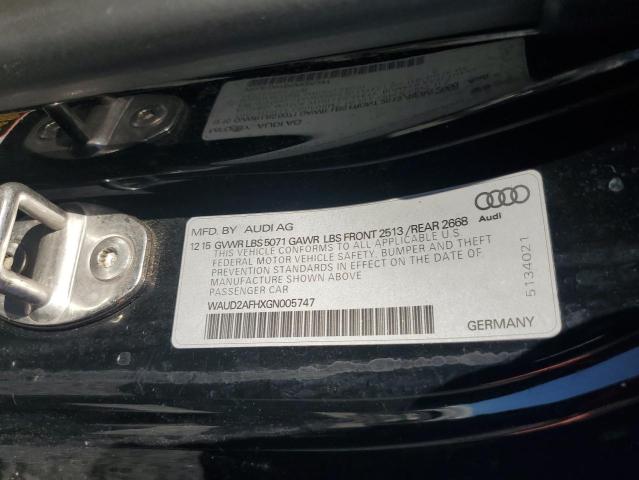 MFD. BY AUDI AG
Audi
12 15 GVWR LBS 5071 GAWR LBS FRONT 2513 /REAR 2668
THIS VEHICLE CONFORMS TO ALL APPLICABLE U.S.
FEDERAL MOTOR VEHICLE SAFETY, BUMPER AND THEFT
PREVENTION STANDARDS IN EFFECT ON THE DATE OF
MANUFACTURE SHOWN ABOVE
PASSENGER CAR
WAUD2AFHXGN005747
5134021
GERMANY